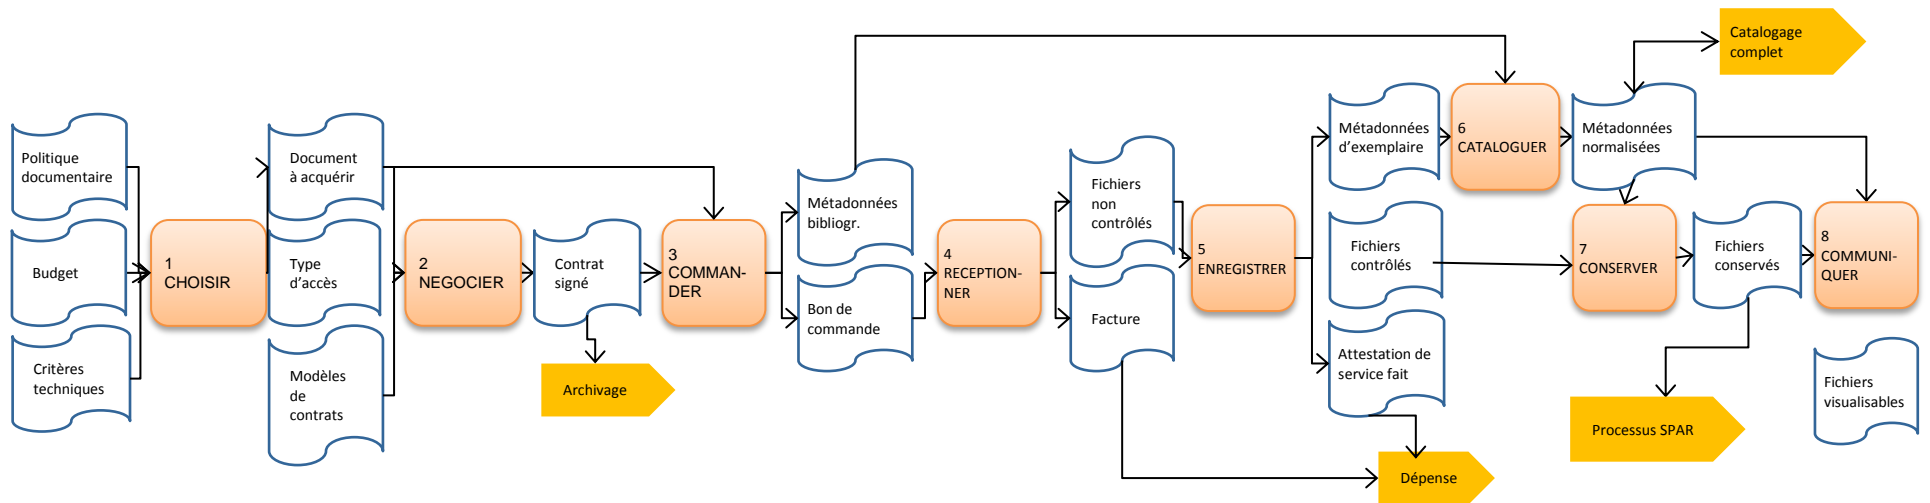 Politique
documentaire
Budget
Critères
techniques
1
CHOISIR
Document
à acquérir
Type
d'accès
Modèles
de
contrats
2
NEGOCIER
Contrat
signé
Archivage
3
COMMAN-
DER
Métadonnées
bibliogr.
Bon de
commande
4
RECEPTION-
NER
Fichiers
non
contrôlés
Facture
5
ENREGISTRER
Métadonnées
d'exemplaire
Fichiers
contrôlés
Attestation de
service fait
Dépense
6
CATALOGUER
Métadonnées
normalisées
Catalogage
complet
7
CONSERVER
Fichiers
conservés
Processus SPAR
8
COMMUNI-
QUER
Fichiers
visualisables